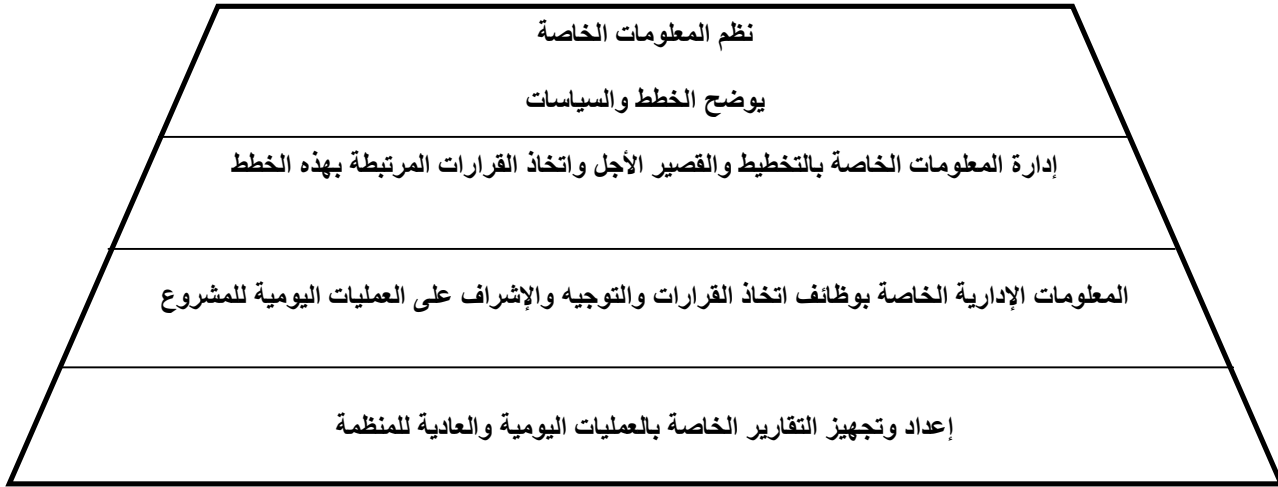 نظم المعلومات الخاصة
يوضح الخطط والسياسات
إدارة المعلومات الخاصة بالتخطيط والقصير الأجل واتخاذ القرارات المرتبطة بهذه الخطط
المعلومات الإدارية الخاصة بوظائف اتخاذ القرارات والتوجيه والإشراف على العمليات اليومية للمشروع
إعداد وتجهيز التقارير الخاصة بالعمليات اليومية والعادية للمنظمة